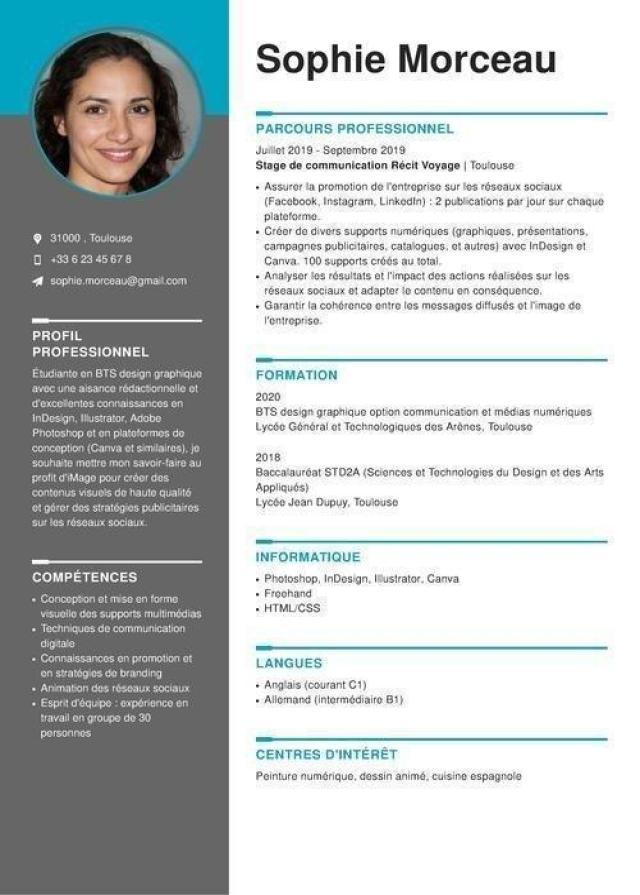 Sophie Morceau
31000 , Toulouse
+33 6 23 45 67 8
sophie.morceau@gmail.com
PROFIL
PROFESSIONNEL
Étudiante en BTS design graphique
avec une aisance rédactionnelle et
d'excellentes connaissances en
InDesign, Illustrator, Adobe
Photoshop et en plateformes de
conception (Canva et similaires), je
souhaite mettre mon savoir-faire au
profit d'iMage pour créer des
contenus visuels de haute qualité
et gérer des stratégies publicitaires
sur les réseaux sociaux.
COMPÉTENCES
• Conception et mise en forme
visuelle des supports multimédias
• Techniques de communication
digitale
• Connaissances en promotion et
en stratégies de branding
• Animation des réseaux sociaux
• Esprit d'équipe : expérience en
travail en groupe de 30
personnes
PARCOURS PROFESSIONNEL
Juillet 2019 - Septembre 2019
Stage de communication Récit Voyage | Toulouse
• Assurer la promotion de l'entreprise sur les réseaux sociaux
(Facebook, Instagram, LinkedIn) : 2 publications par jour sur chaque
plateforme.
• Créer de divers supports numériques (graphiques, présentations,
campagnes publicitaires, catalogues, et autres) avec InDesign et
Canva. 100 supports créés au total.
• Analyser les résultats et l'impact des actions réalisées sur les
réseaux sociaux et adapter le contenu en conséquence.
• Garantir la cohérence entre les messages diffusés et l'image de
l'entreprise.
FORMATION
2020
BTS design graphique option communication et médias numériques
Lycée Général et Technologiques des Arènes, Toulouse
2018
Baccalauréat STD2A (Sciences et Technologies du Design et des Arts
Appliqués)
Lycée Jean Dupuy, Toulouse
INFORMATIQUE
• Photoshop, InDesign, Illustrator, Canva
• Freehand
• HTML/CSS
LANGUES
• Anglais (courant C1)
• Allemand (intermédiaire B1)
CENTRES D'INTÉRÊT
Peinture numérique, dessin animé, cuisine espagnole